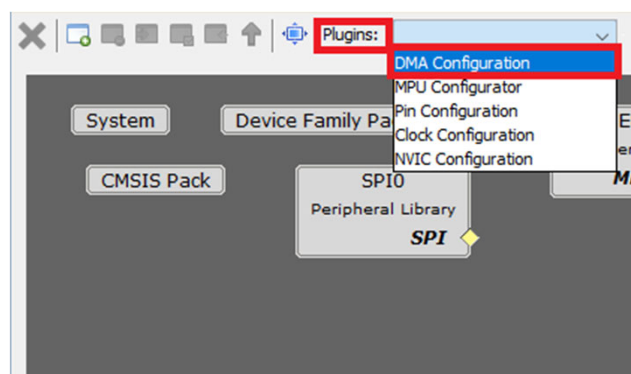 Plugins:
DMA Configuration
MPU Configurator
Pin Configuration
Clock Configuration
NVIC Configuration
System
Device Family Pa
CMSIS Pack
SPI0
Peripheral Library
SPI